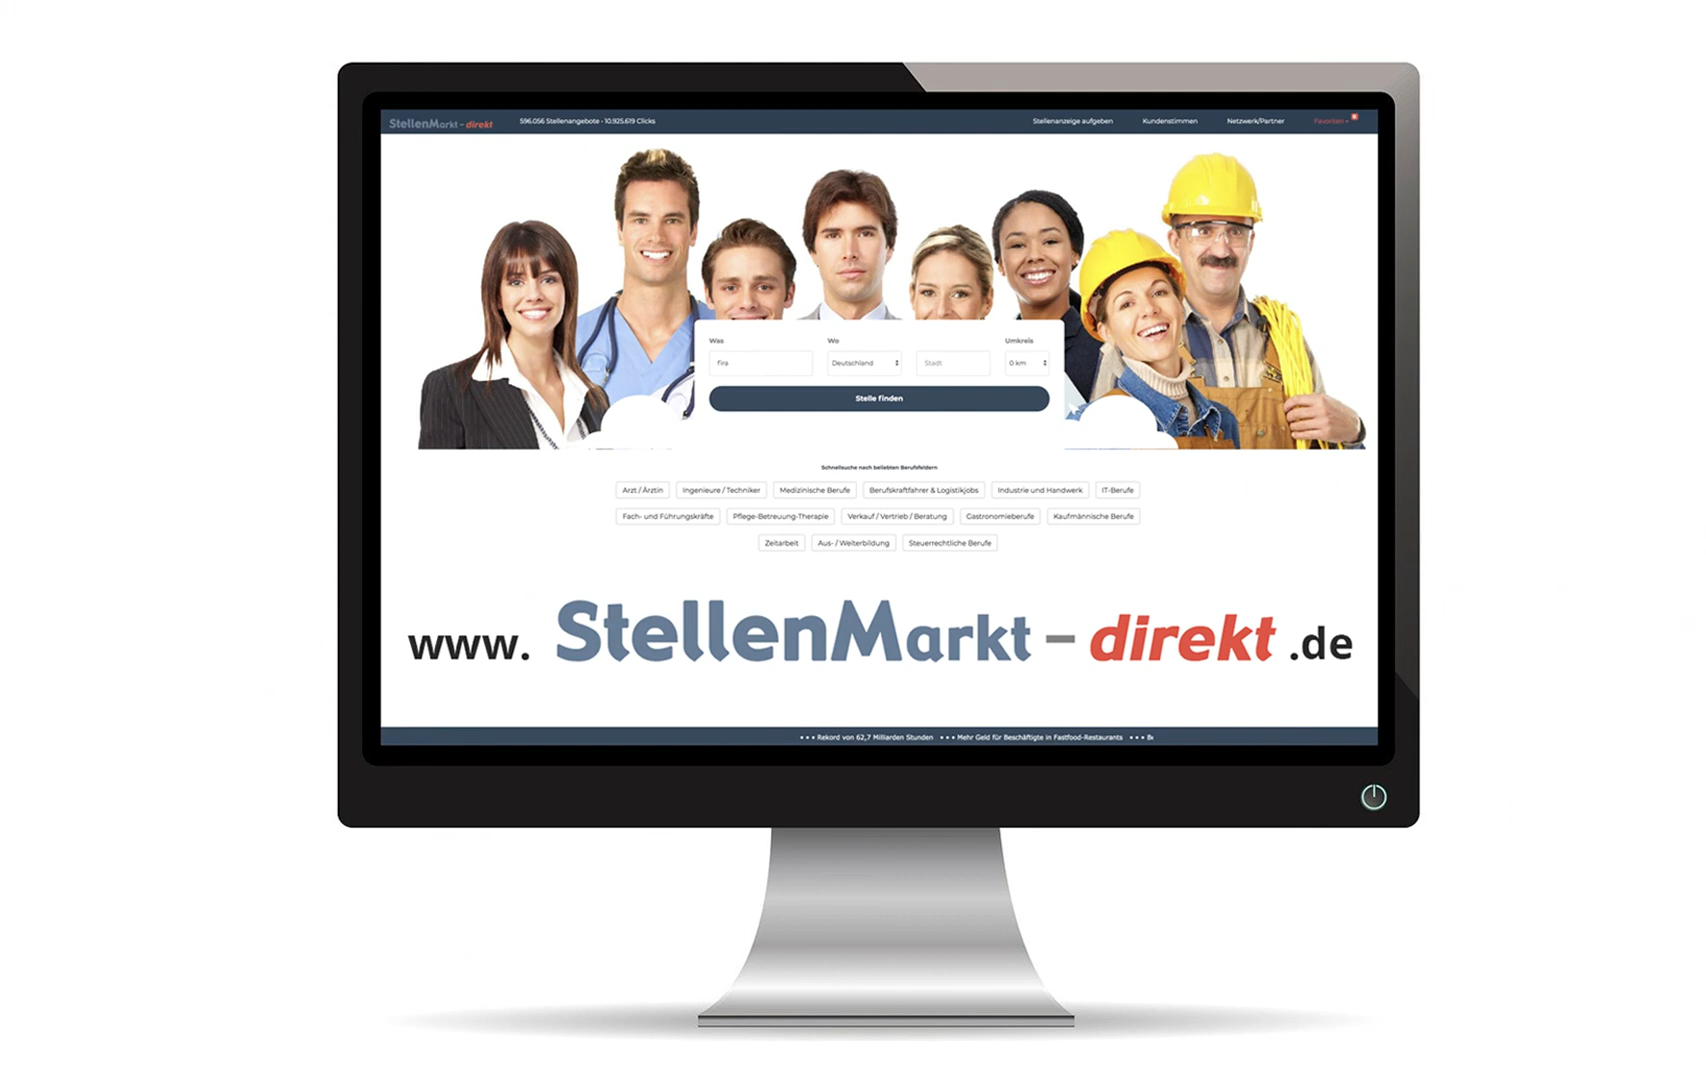 StellenMarkt - direkt 596.056 Stellenangebote - 10.925.619 Clicks Stellenanzeige aufgeben Kundenstimmen Netzwerk/Partner Favoriten
Was Wo Umkreis
fira Deutschland Stadt 0 km
Stelle finden
Schnellsuche nach beliebten Berufsfeldern
Arzt / Ärztin Ingenieure / Techniker Medizinische Berufe Berufskraftfahrer & Logistikjobs Industrie und Handwerk IT-Berufe
Fach- und Führungskräfte Pflege-Betreuung-Therapie Verkauf / Vertrieb / Beratung Gastronomieberufe Kaufmännische Berufe
Zeitarbeit Aus- / Weiterbildung Steuerrechtliche Berufe
www. StellenMarkt - direkt .de
• • • Rekord von 62,7 Milliarden Stunden • • • Mehr Geld für Beschäftigte in Fastfood-Restaurants • • •